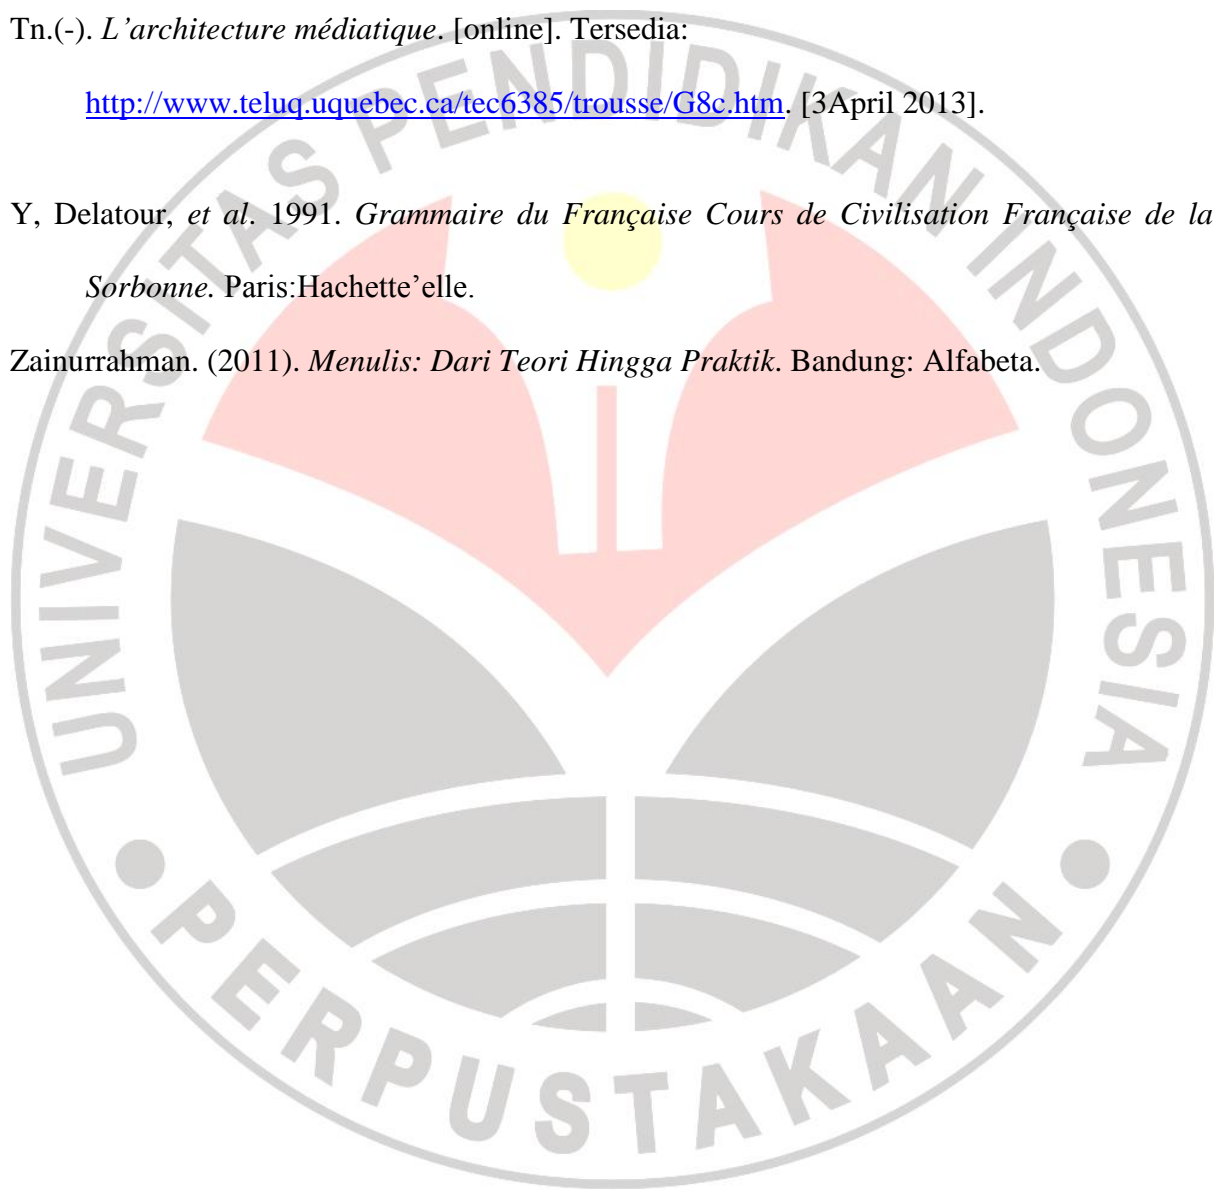 Tn.(-). L’architecture médiatique. [online]. Tersedia:
http://www.teluq.uquebec.ca/tec6385/trousse/G8c.htm. [3April 2013].
Y, Delatour, et al. 1991. Grammaire du Française Cours de Civilisation Française de la
Sorbonne. Paris:Hachette’elle.
Zainurrahman. (2011). Menulis: Dari Teori Hingga Praktik. Bandung: Alfabeta.
UNIVERSITAS PENDIDIKAN INDONESIA
PERPUSTAKAAN